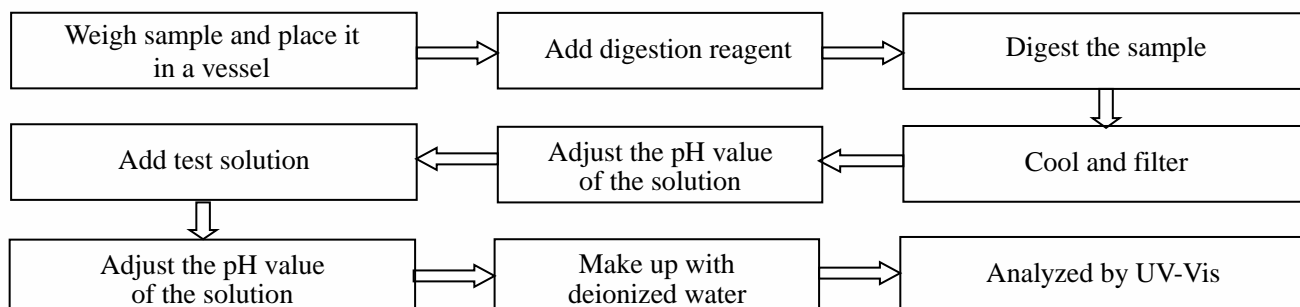 Weigh sample and place it
in a vessel
Add digestion reagent
Digest the sample
Cool and filter
Adjust the pH value
of the solution
Add test solution
Adjust the pH value
of the solution
Make up with
deionized water
Analyzed by UV-Vis